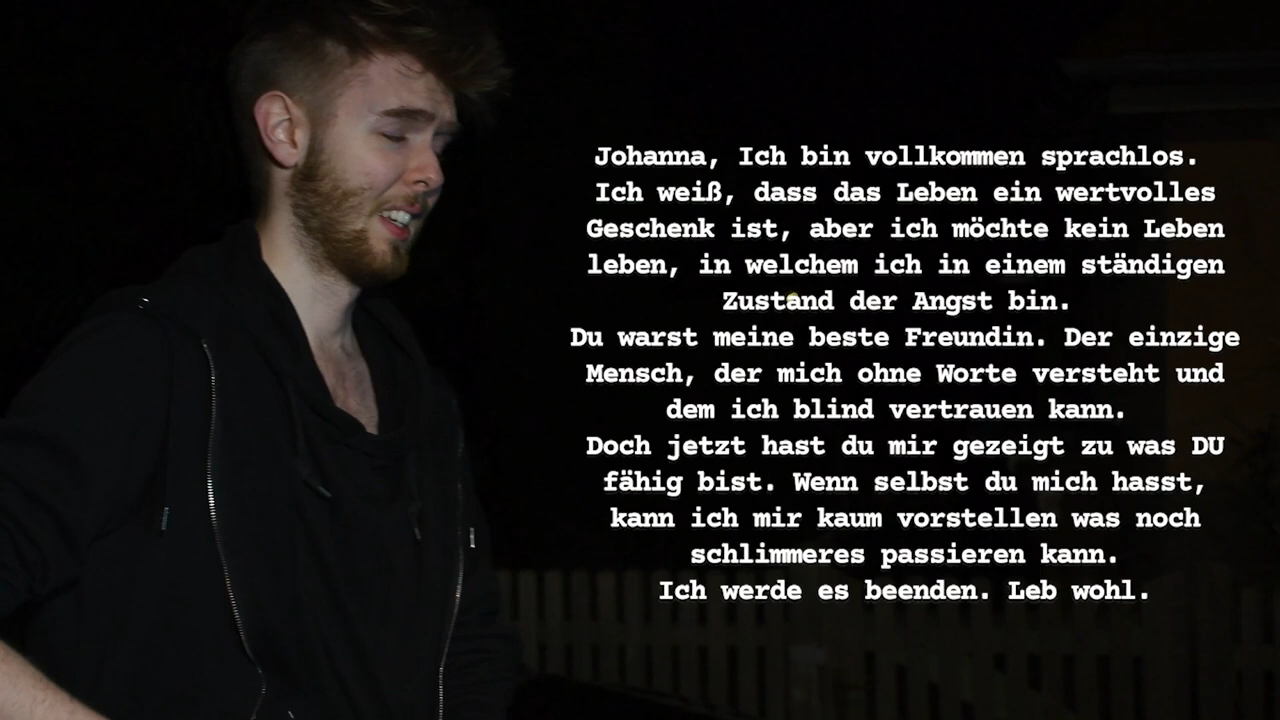 Johanna, Ich bin vollkommen sprachlos.
Ich weiß, dass das Leben ein wertvolles
Geschenk ist, aber ich möchte kein Leben
leben, in welchem ich in einem ständigen
Zustand der Angst bin.
Du warst meine beste Freundin. Der einzige
Mensch, der mich ohne Worte versteht und
dem ich blind vertrauen kann.
Doch jetzt hast du mir gezeigt zu was DU
fähig bist. Wenn selbst du mich hasst,
kann ich mir kaum vorstellen was noch
schlimmeres passieren kann.
Ich werde es beenden. Leb wohl.